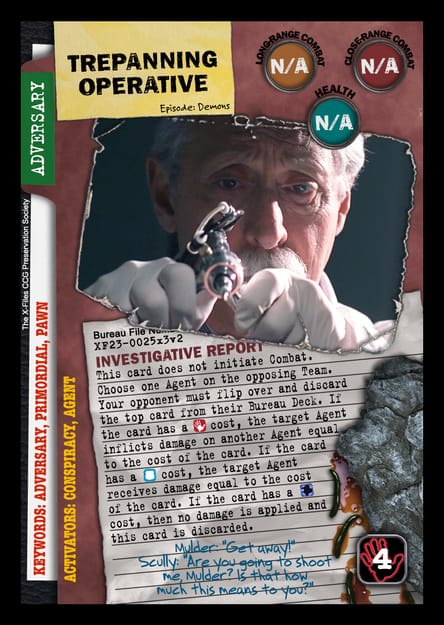 TREPANNING
OPERATIVE
Episode: Demons
LONG-RANGE COMBAT
N/A
CLOSE-RANGE COMBAT
N/A
HEALTH
N/A
ADVERSARY
The X-Files CCG Preservation Society
KEYWORDS: ADVERSARY, PRIMORDIAL, PAWN
ACTIVATORS: CONSPIRACY, AGENT
Bureau File
XF23-0025x3v2
INVESTIGATIVE REPORT
This card does not initiate Combat.
Choose one Agent on the opposing Team.
Your opponent must flip over and discard
the top card from their Bureau Deck. If
the card has a cost, the target Agent
inflicts damage on another Agent equal
to the cost of the card. If the card
has a cost, the target Agent
receives damage equal to the cost
of the card. If the card has a
cost, then no damage is applied and
this card is discarded.
Mulder: "Get away!"
Scully: "Are you going to shoot
me, Mulder? Is that how
much this means to you?"
4